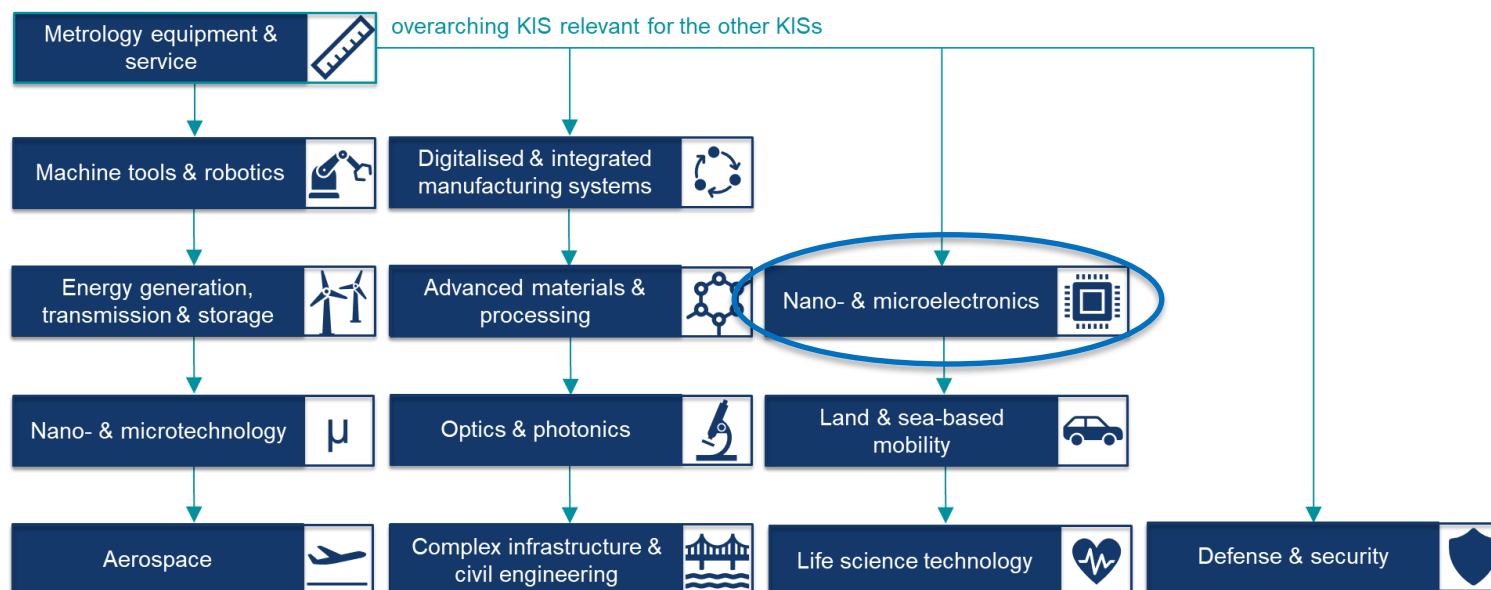 Metrology equipment &
service
overarching KIS relevant for the other KISs
Machine tools & robotics
Digitalised & integrated
manufacturing systems
Energy generation,
transmission & storage
Advanced materials &
processing
Nano- & microelectronics
Nano- & microtechnology
μ
Optics & photonics
Land & sea-based
mobility
Aerospace
Complex infrastructure &
civil engineering
Life science technology
Defense & security